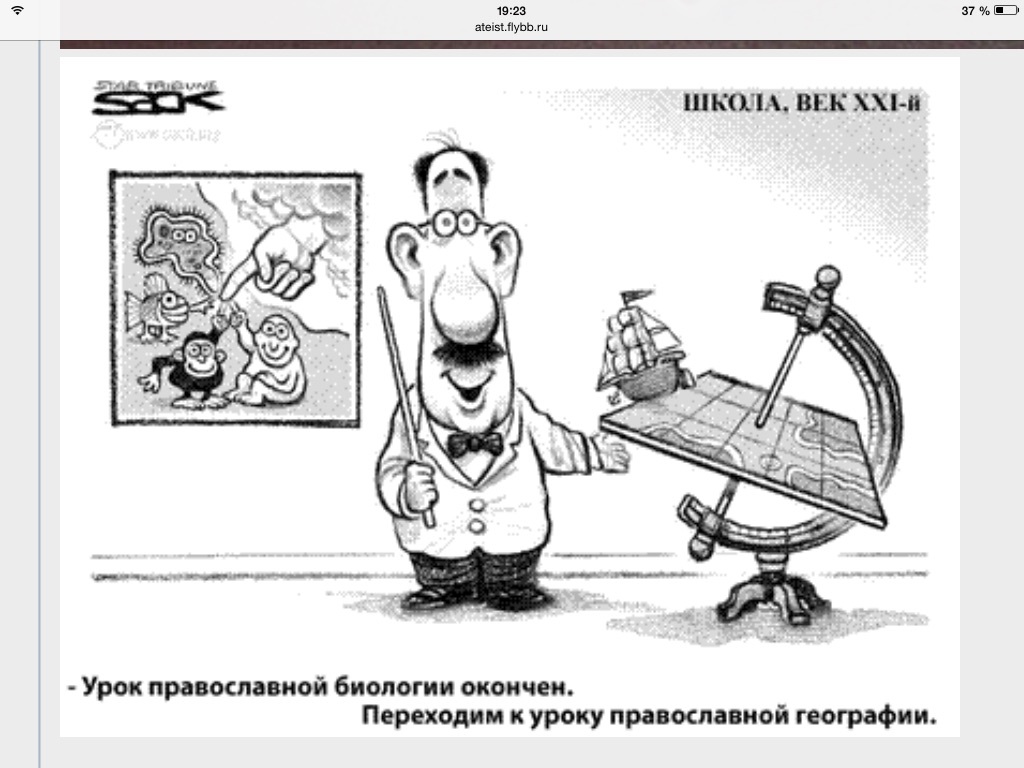 19:23
37 %
ateist.flybb.ru
STAR TRIBUNE
SACK
ШКОЛА, ВЕК XXI-й
- Урок православной биологии окончен.
Переходим к уроку православной географии.